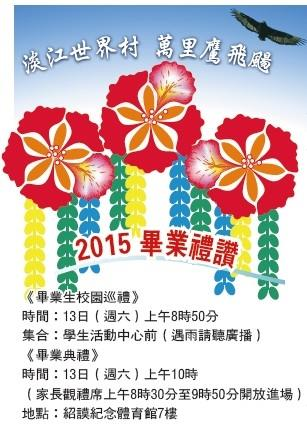 淡江世界村 萬里鷹飛颺
2015 畢業禮讚
《畢業生校園巡禮》
時間：13日（週六）上午8時50分
集合：學生活動中心前（遇雨請聽廣播）
《畢業典禮》
時間：13日（週六）上午10時
（家長觀禮席上午8時30分至9時50分開放進場）
地點：紹謨紀念體育館7樓